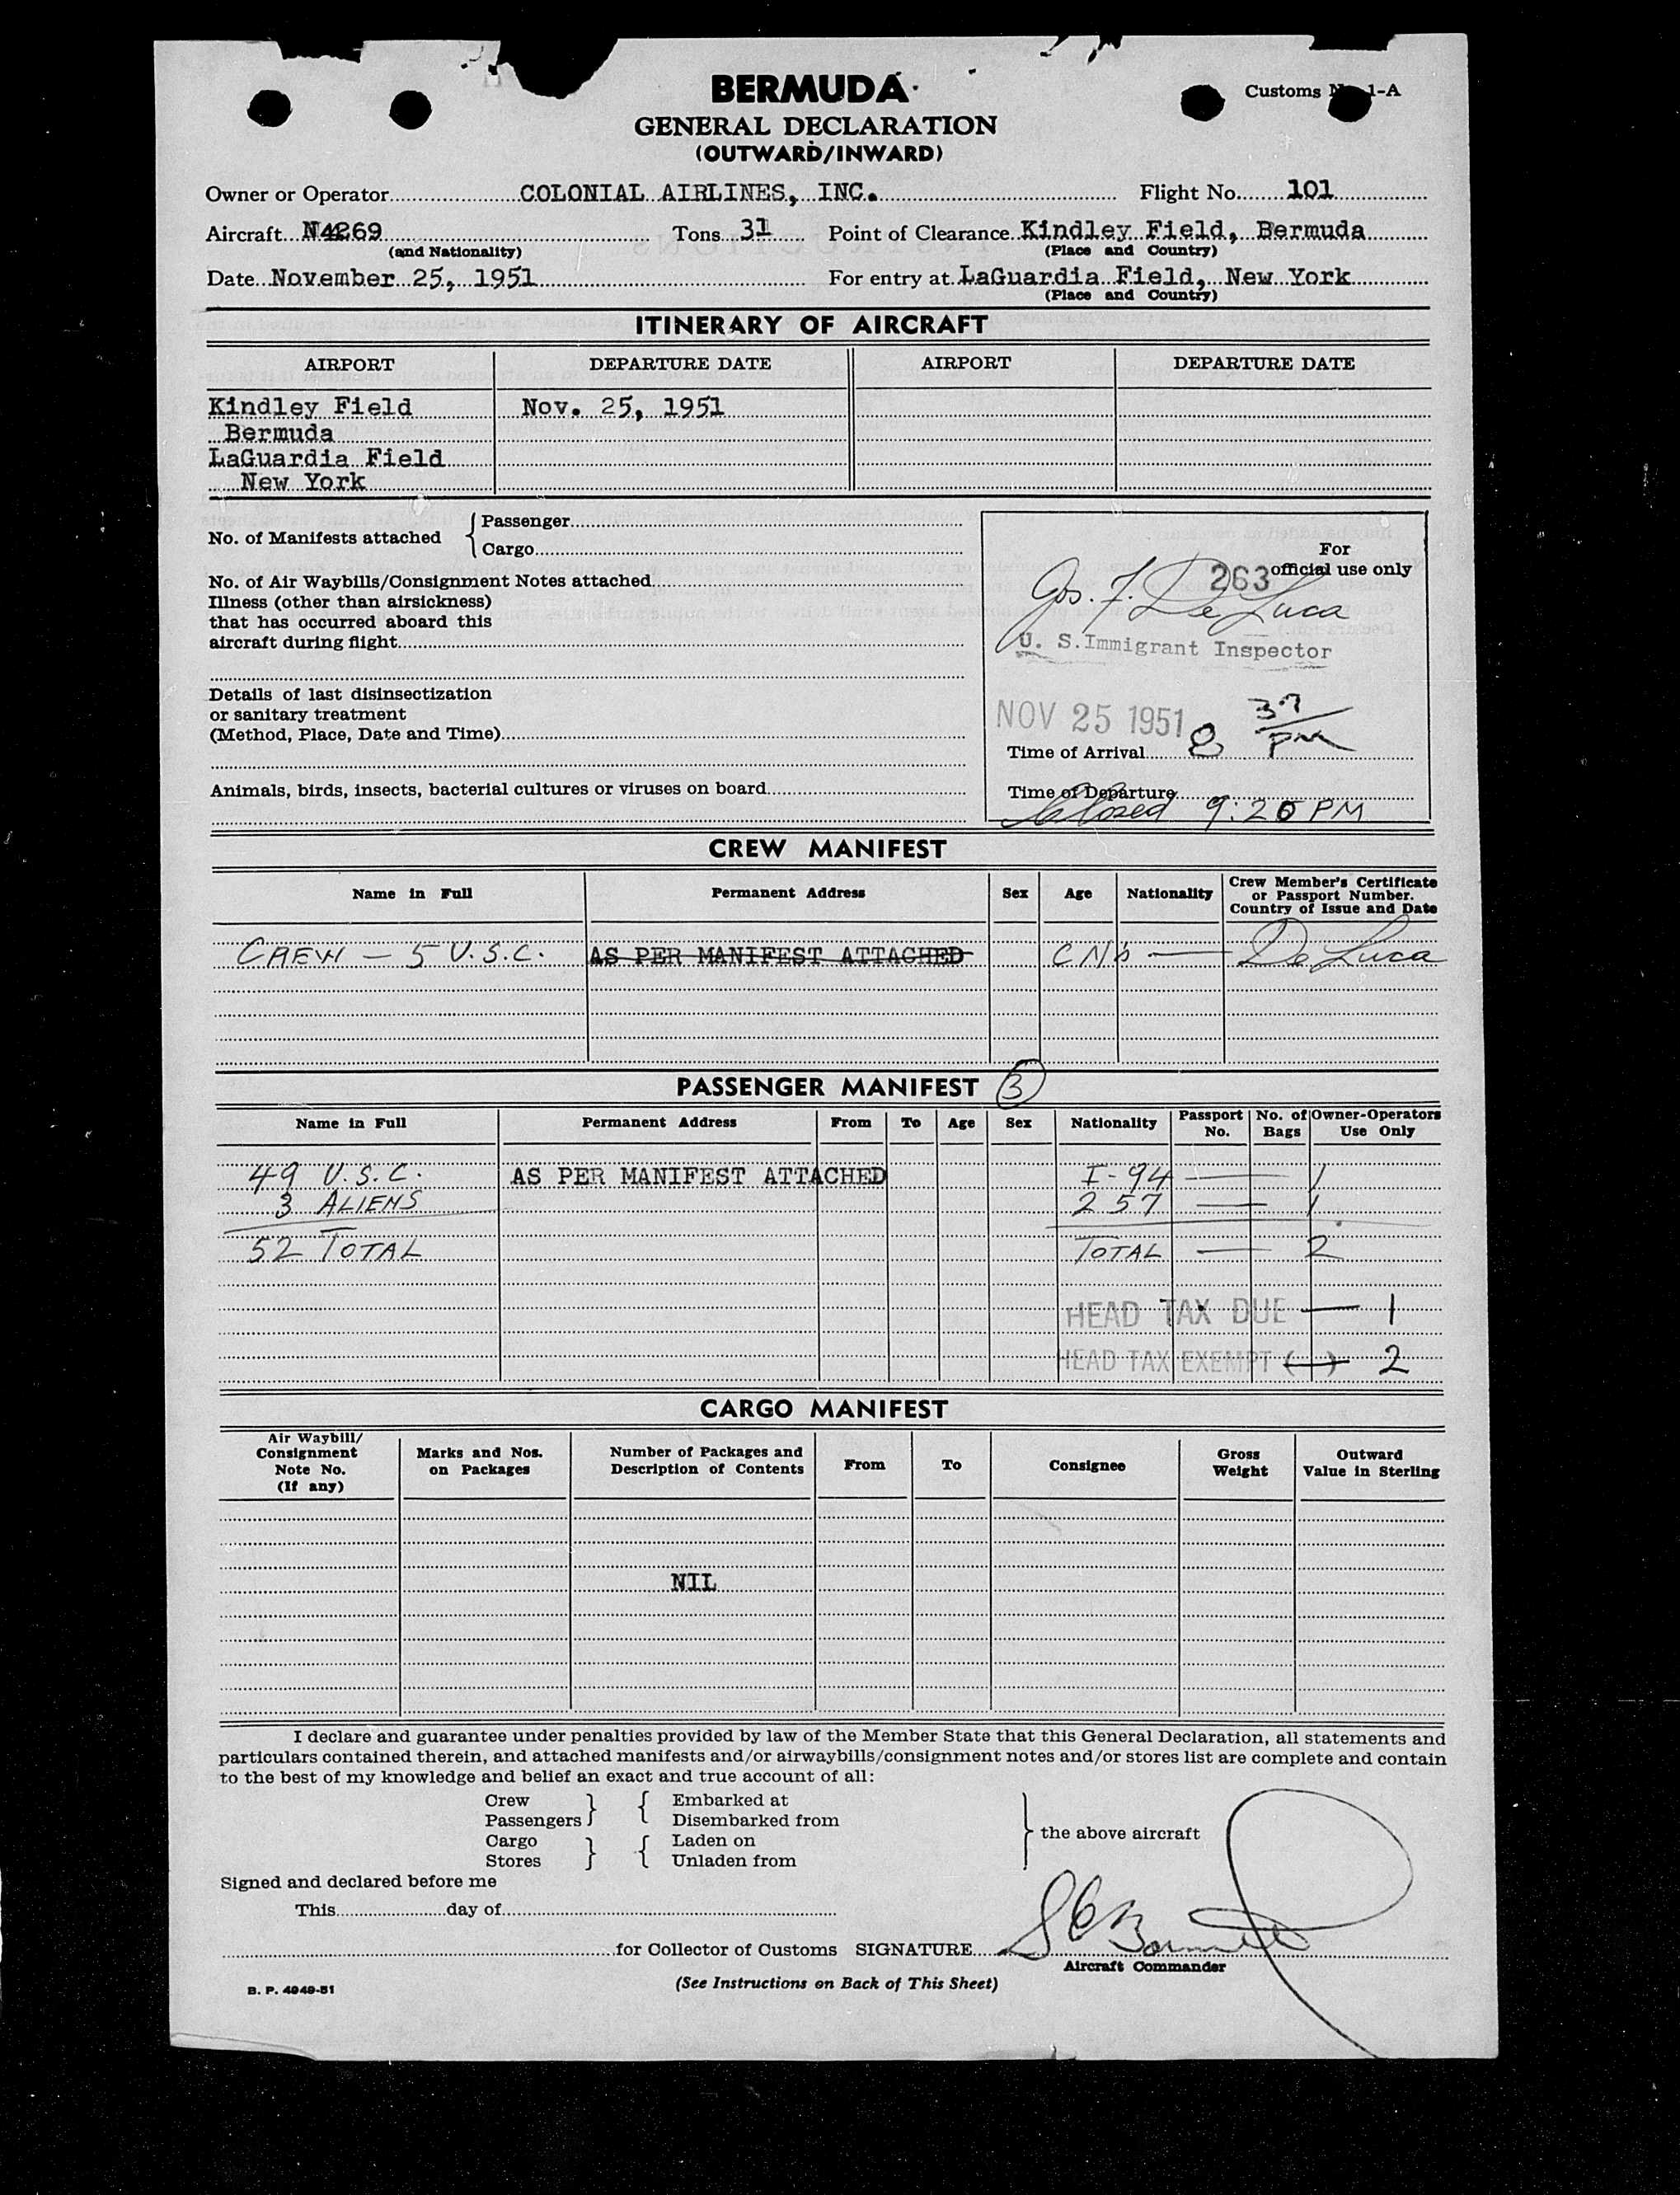 BERMUDA
Customs 1-A
GENERAL DECLARATION
(OUTWARD/INWARD)
Owner or Operator COLONIAL AIRLINES, INC. Flight No. 101
Aircraft N4269 Tons 31 Point of Clearance Kindley Field, Bermuda
(and Nationality) (Place and Country)
Date November 25, 1951 For entry at LaGuardia Field, New York
(Place and Country)
ITINERARY OF AIRCRAFT
AIRPORT DEPARTURE DATE AIRPORT DEPARTURE DATE
Kindley Field Nov. 25, 1951
Bermuda
LaGuardia Field
New York
No. of Manifests attached
Passenger
Cargo
No. of Air Waybills/Consignment Notes attached
Illness (other than airsickness)
that has occurred aboard this
aircraft during flight
Details of last disinsectization
or sanitary treatment
(Method, Place, Date and Time)
Animals, birds, insects, bacterial cultures or viruses on board
For
263 official use only
Jos. F. De Luca
U. S. Immigrant Inspector
NOV 25 1951
Time of Arrival 8 37 PM
Time of Departure
Closed 9:20 PM
CREW MANIFEST
Name in Full Permanent Address Sex Age Nationality Crew Member's Certificate
or Passport Number.
Country of Issue and Date
CREW - 5 U.S.C. AS PER MANIFEST ATTACHED De Luca
PASSENGER MANIFEST 3
Name in Full Permanent Address From To Age Sex Nationality Passport No. No. of Bags Owner-Operators Use Only
49 U.S.C. AS PER MANIFEST ATTACHED I-94 — 1
3 ALIENS 257 — 1
52 TOTAL TOTAL — 2
HEAD TAX DUE — 1
HEAD TAX EXEMPT (—) 2
CARGO MANIFEST
Air Waybill/
Consignment
Note No.
(If any)
Marks and Nos.
on Packages
Number of Packages and
Description of Contents
From To Consignee
Gross
Weight
Outward
Value in Sterling
NIL
I declare and guarantee under penalties provided by law of the Member State that this General Declaration, all statements and
particulars contained therein, and attached manifests and/or airwaybills/consignment notes and/or stores list are complete and contain
to the best of my knowledge and belief an exact and true account of all:
Crew Embarked at
Passengers Disembarked from
Cargo Laden on
Stores Unladen from
the above aircraft
Signed and declared before me
This day of
for Collector of Customs SIGNATURE
Aircraft Commander
B. P. 4949-51
(See Instructions on Back of This Sheet)